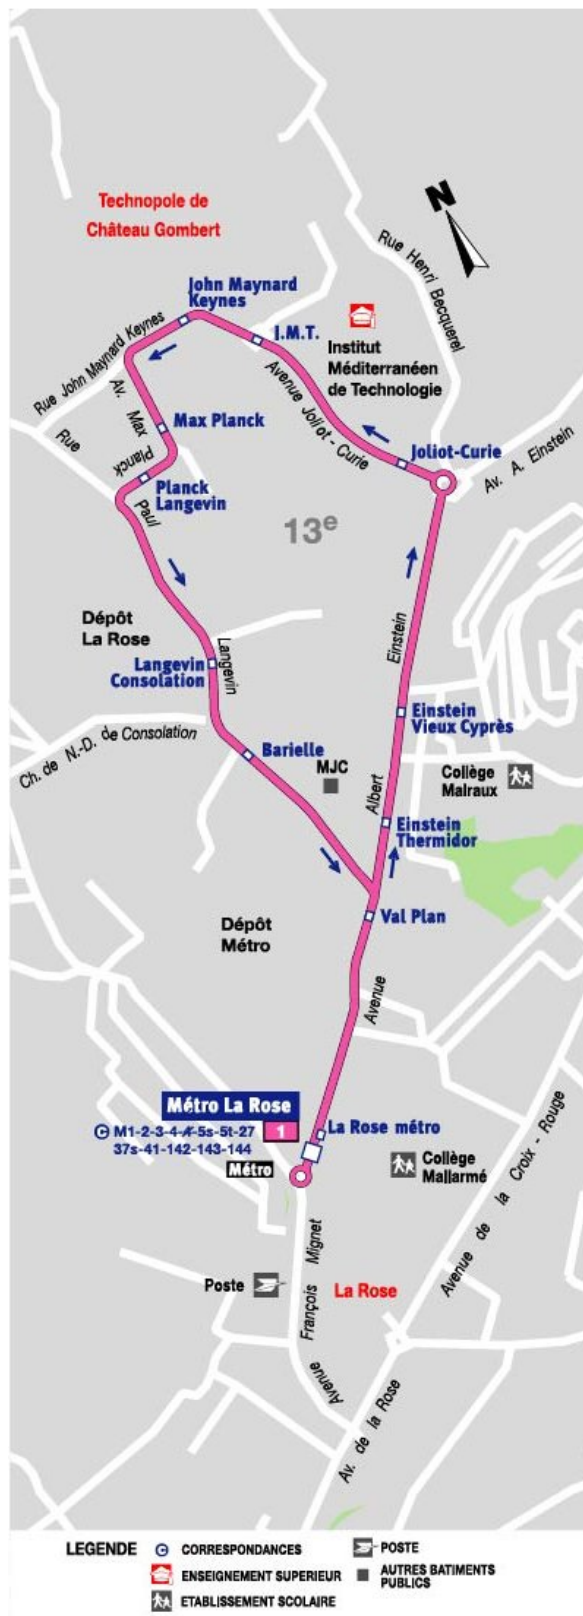 Technopole de
Château Gombert
N
Rue Henri Becquerel
John Maynard
Keynes
I.M.T.
Institut
Méditerranéen
de Technologie
Rue John Maynard Keynes
Avenue Joliot - Curie
Av. Max
Planck
Max Planck
Joliot-Curie
Av. A. Einstein
Rue
Paul
Langevin
Planck
Langevin
13e
Dépôt
La Rose
Langevin
Consolation
Einstein
Einstein
Vieux Cyprès
Ch. de N.-D. de Consolation
Barielle
MJC
Collège
Malraux
Albert
Einstein
Thermidor
Val Plan
Dépôt
Métro
Avenue
Métro La Rose
M1-2-3-4-4-5s-5t-27
1
37s-41-142-143-144
Métro
La Rose métro
Collège
Mallarmé
Avenue de la Croix - Rouge
Poste
La Rose
Avenue François Mignet
Av. de la Rose
LEGENDE
CORRESPONDANCES
POSTE
ENSEIGNEMENT SUPERIEUR
AUTRES BATIMENTS
PUBLICS
ETABLISSEMENT SCOLAIRE